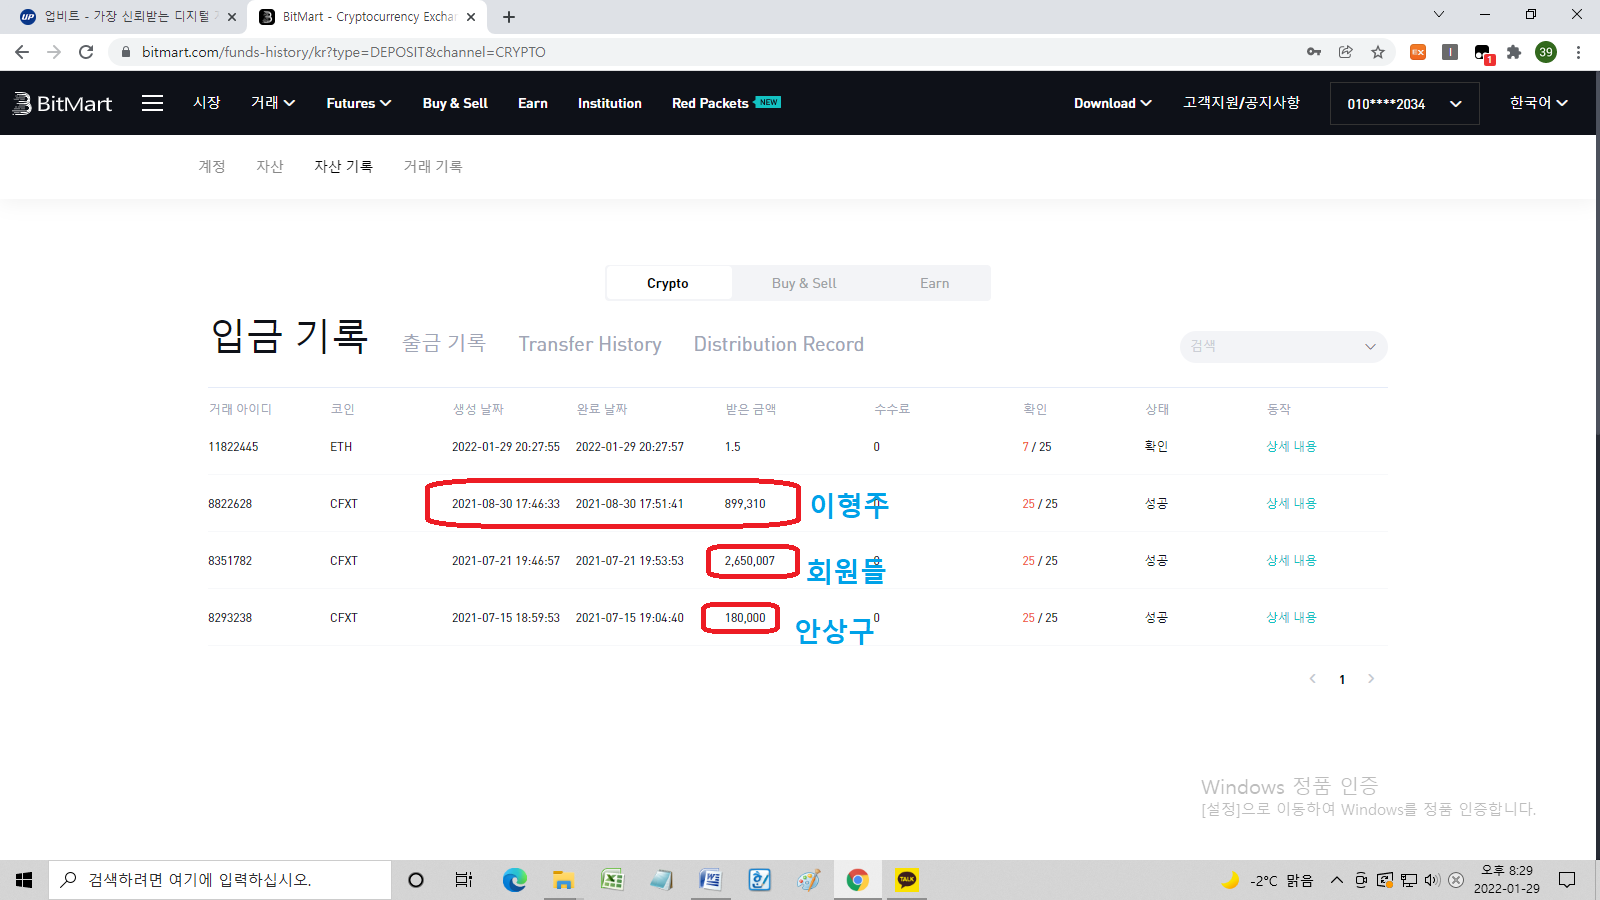 업비트 - 가장 신뢰받는 디지털
BitMart - Cryptocurrency Exchan
bitmart.com/funds-history/kr?type=DEPOSIT&channel=CRYPTO
39
BitMart
시장
거래
Futures
Buy & Sell
Earn
Institution
Red Packets
NEW
Download
고객지원/공지사항
010****2034
한국어
계정
자산
자산 기록
거래 기록
Crypto
Buy & Sell
Earn
입금 기록
출금 기록
Transfer History
Distribution Record
검색
거래 아이디 코인 생성 날짜 완료 날짜 받은 금액 수수료 확인 상태 동작
11822445 ETH 2022-01-29 20:27:55 2022-01-29 20:27:57 1.5 0 7 / 25 확인 상세 내용
8822628 CFXT 2021-08-30 17:46:33 2021-08-30 17:51:41 899,310 이형주 0 25 / 25 성공 상세 내용
8351782 CFXT 2021-07-21 19:46:57 2021-07-21 19:53:53 2,650,007 회원들 0 25 / 25 성공 상세 내용
8293238 CFXT 2021-07-15 18:59:53 2021-07-15 19:04:40 180,000 안상구 0 25 / 25 성공 상세 내용
1
Windows 정품 인증
[설정]으로 이동하여 Windows를 정품 인증합니다.
검색하려면 여기에 입력하십시오.
TALK
-2°C 맑음
오후 8:29
2022-01-29